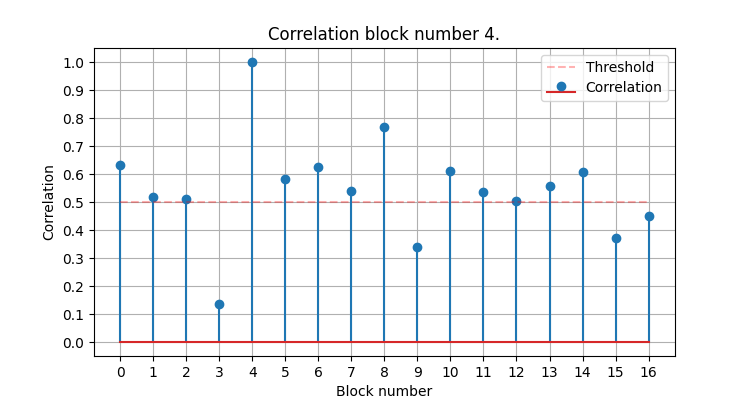 Correlation block number 4.
Threshold
Correlation
Correlation
1.0
0.9
0.8
0.7
0.6
0.5
0.4
0.3
0.2
0.1
0.0
0 1 2 3 4 5 6 7 8 9 10 11 12 13 14 15 16
Block number